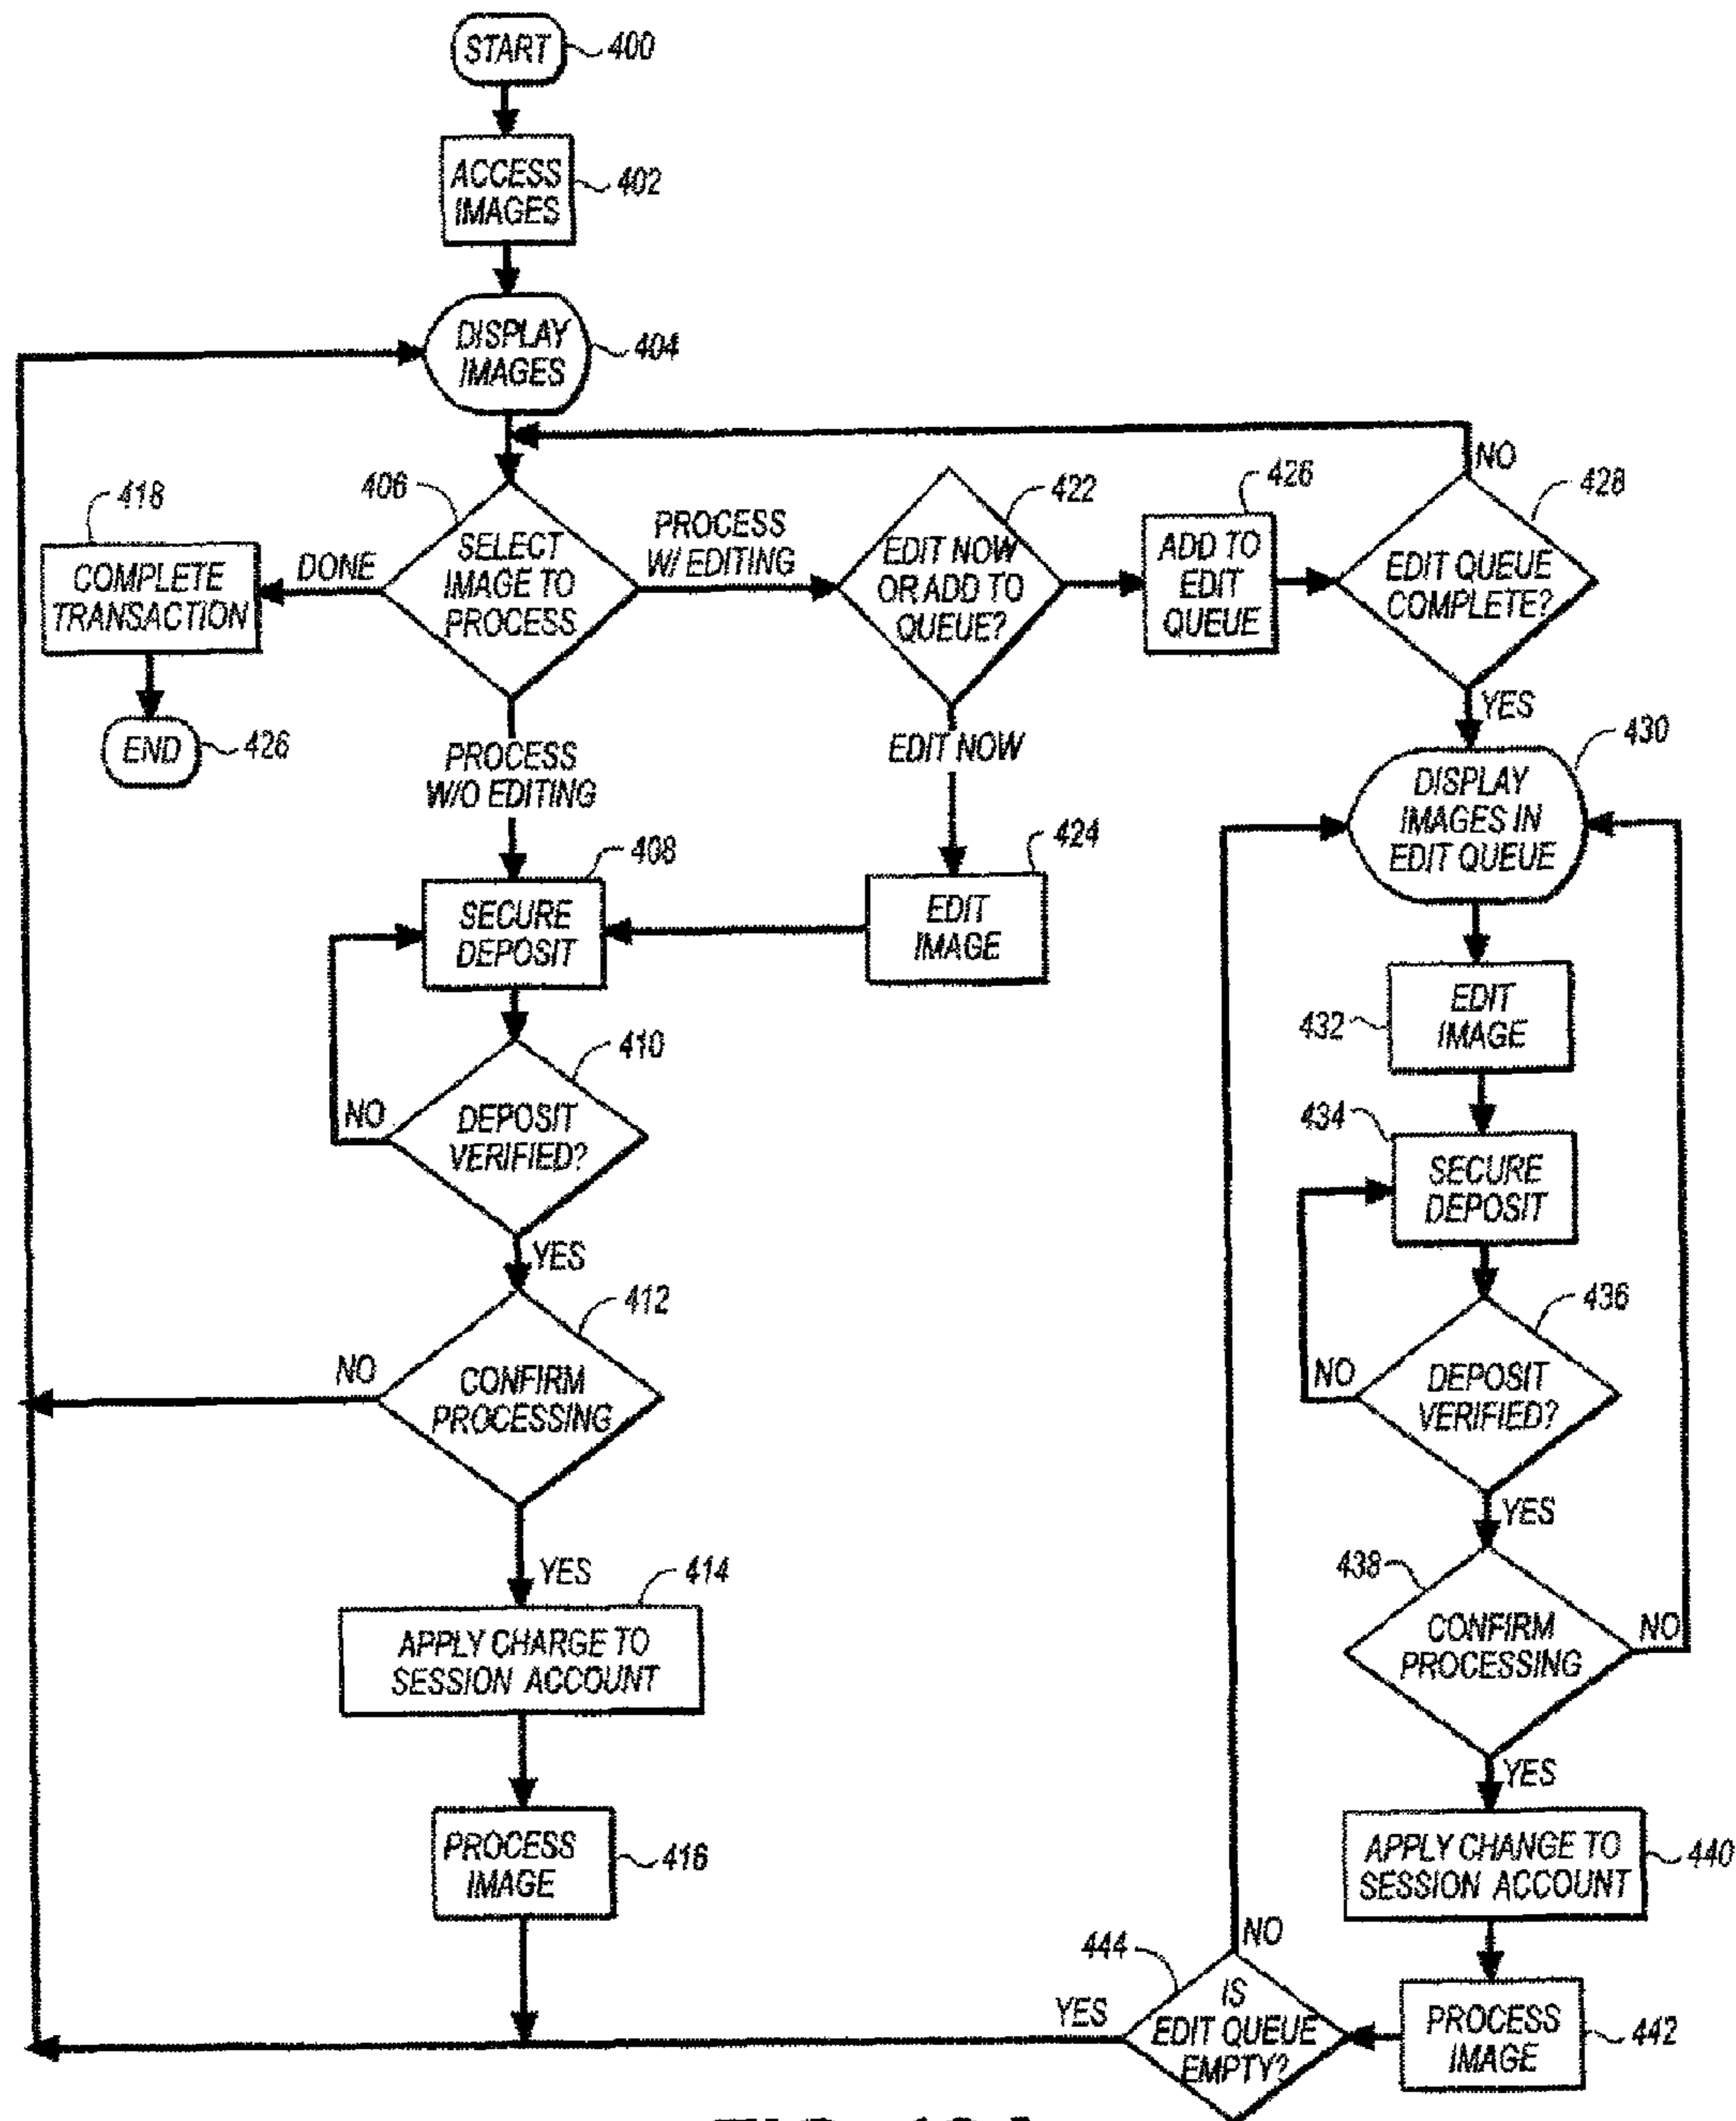 START
400
ACCESS
IMAGES
402
DISPLAY
IMAGES
404
NO
406
418
SELECT
IMAGE TO
PROCESS
DONE
COMPLETE
TRANSACTION
END
426
PROCESS
W/ EDITING
422
EDIT NOW
OR ADD TO
QUEUE?
426
ADD TO
EDIT
QUEUE
428
EDIT QUEUE
COMPLETE?
YES
PROCESS
W/O EDITING
EDIT NOW
430
DISPLAY
IMAGES IN
EDIT QUEUE
408
SECURE
DEPOSIT
424
EDIT
IMAGE
432
EDIT
IMAGE
410
DEPOSIT
VERIFIED?
NO
YES
434
SECURE
DEPOSIT
412
CONFIRM
PROCESSING
NO
YES
436
DEPOSIT
VERIFIED?
NO
YES
414
APPLY CHARGE TO
SESSION ACCOUNT
438
CONFIRM
PROCESSING
NO
YES
PROCESS
IMAGE
416
APPLY CHANGE TO
SESSION ACCOUNT
440
PROCESS
IMAGE
442
444
IS
EDIT QUEUE
EMPTY?
NO
YES